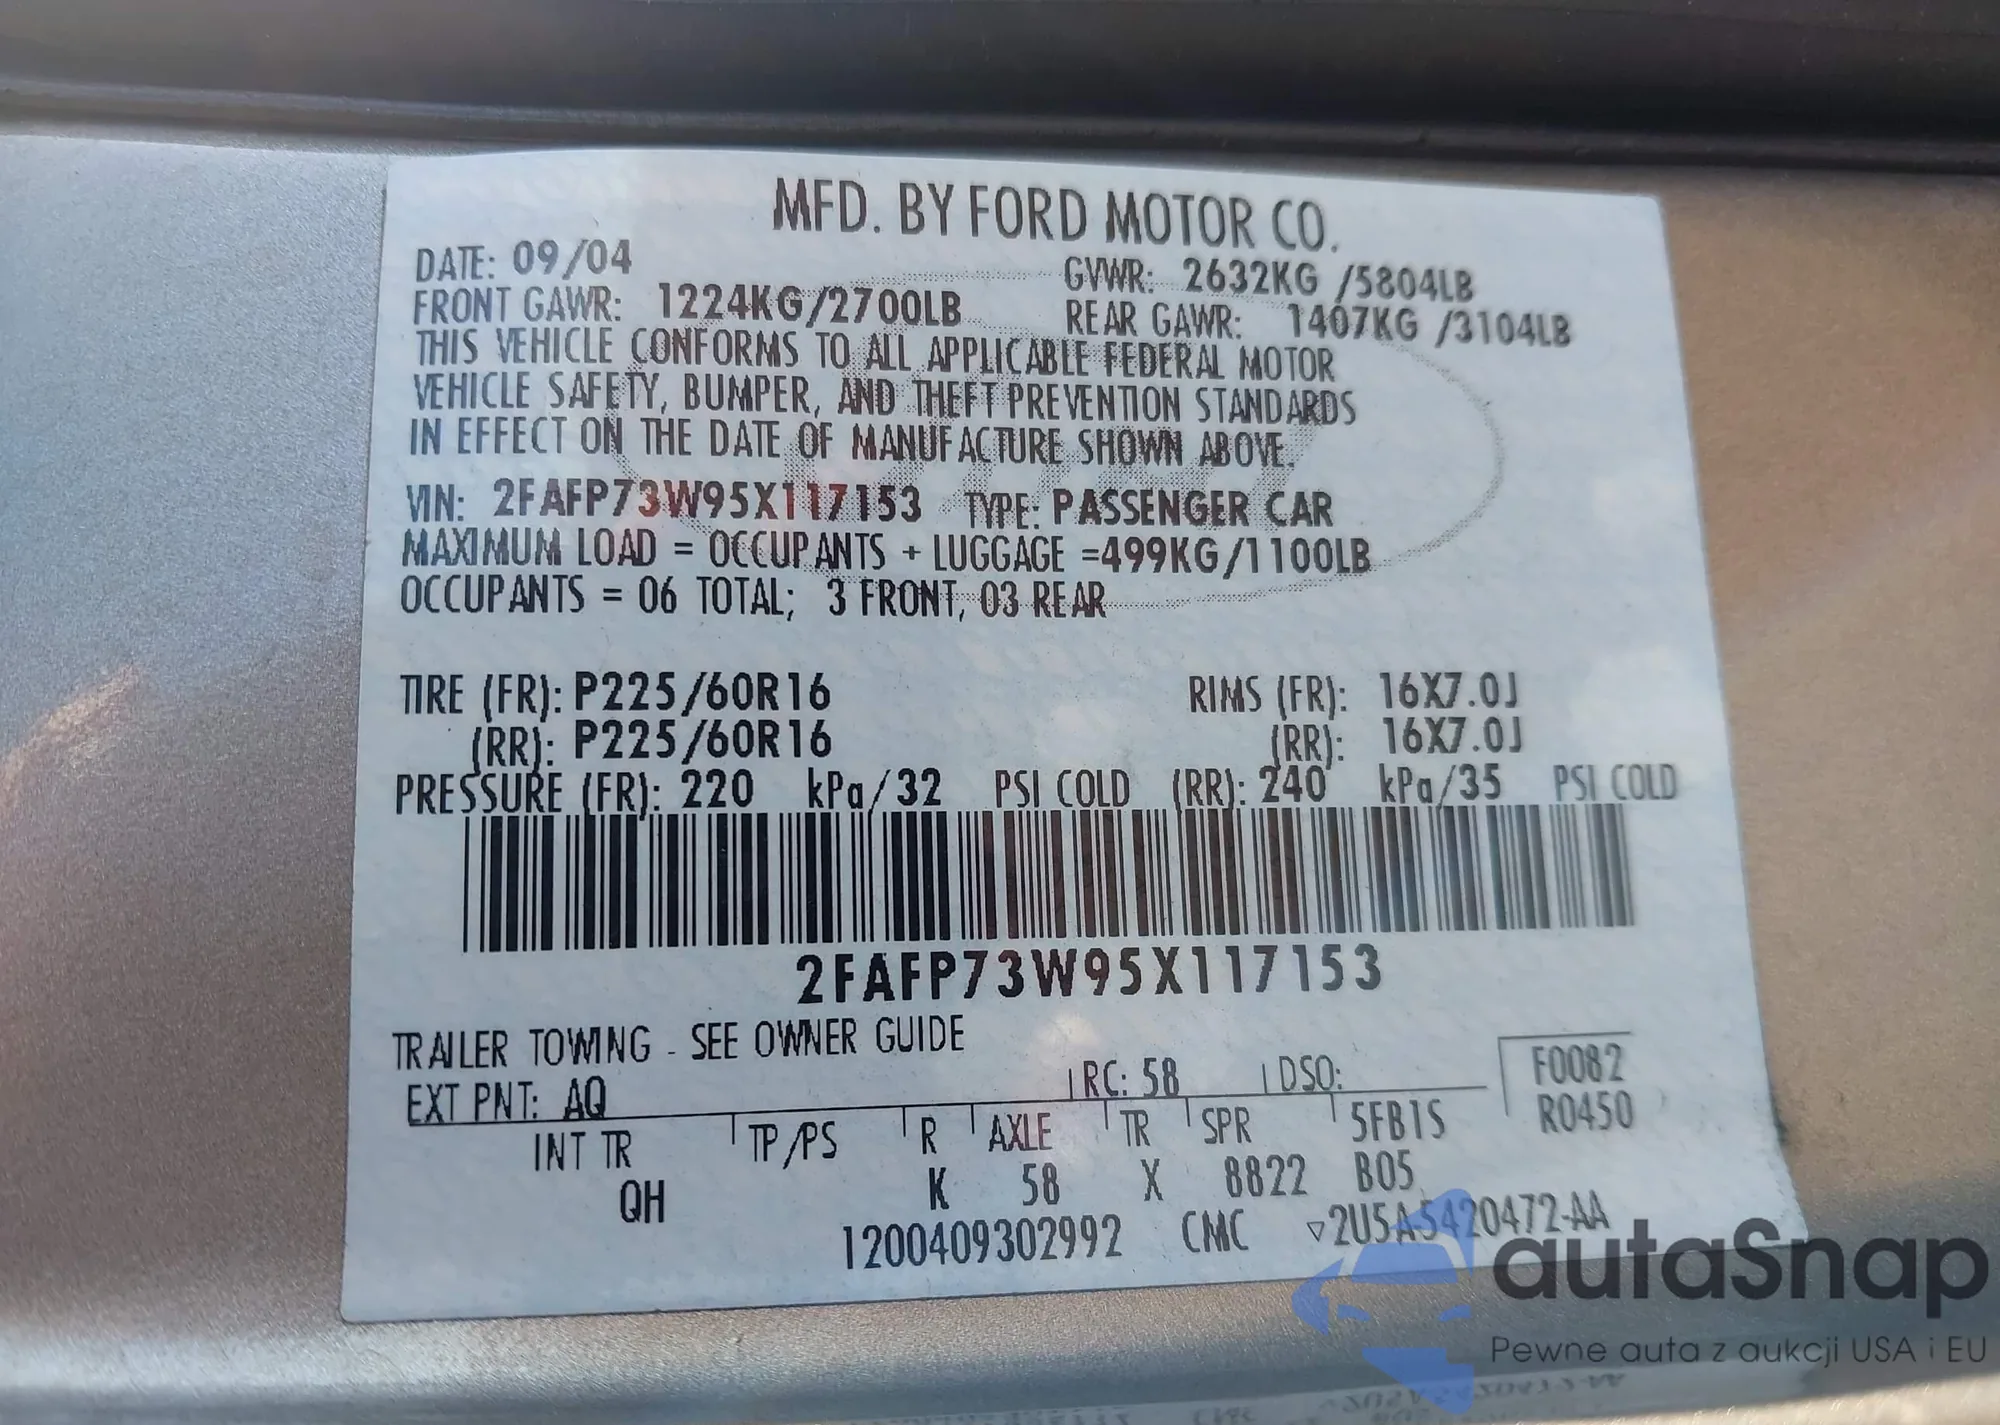 MFD. BY FORD MOTOR CO.
DATE: 09/04 GVWR: 2632KG /5804LB
FRONT GAWR: 1224KG/2700LB REAR GAWR: 1407KG /3104LB
THIS VEHICLE CONFORMS TO ALL APPLICABLE FEDERAL MOTOR
VEHICLE SAFETY, BUMPER, AND THEFT PREVENTION STANDARDS
IN EFFECT ON THE DATE OF MANUFACTURE SHOWN ABOVE.
VIN: 2FAFP73W95X117153 TYPE: PASSENGER CAR
MAXIMUM LOAD = OCCUPANTS + LUGGAGE =499KG/1100LB
OCCUPANTS = 06 TOTAL; 3 FRONT, 03 REAR
TIRE (FR): P225/60R16 RIMS (FR): 16X7.0J
(RR): P225/60R16 (RR): 16X7.0J
PRESSURE (FR): 220 kPa/32 PSI COLD (RR): 240 kPa/35 PSI COLD
2FAFP73W95X117153
TRAILER TOWING - SEE OWNER GUIDE
EXT PNT: AQ RC: 58 DSO: F0082
R0450
INT TR TP/PS R AXLE TR SPR 5FB1S
QH K 58 X 8822 B05
1200409302992 CMC ▽2U5A5420472-AA
autaSnap
Pewne auta z aukcji USA i EU